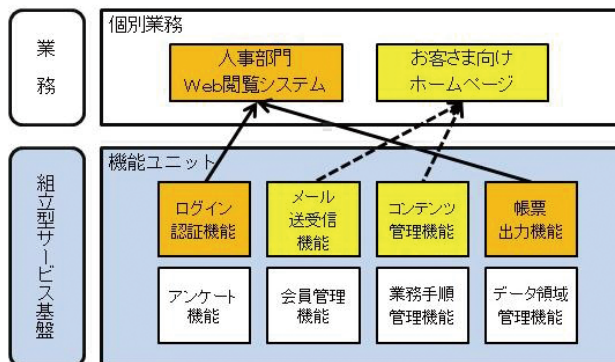 業
務
個別業務
人事部門
Web閲覧システム
お客さま向け
ホームページ
組立型サービス基盤
機能ユニット
ログイン
認証機能
メール
送受信
機能
コンテンツ
管理機能
帳票
出力機能
アンケート
機能
会員管理
機能
業務手順
管理機能
データ領域
管理機能